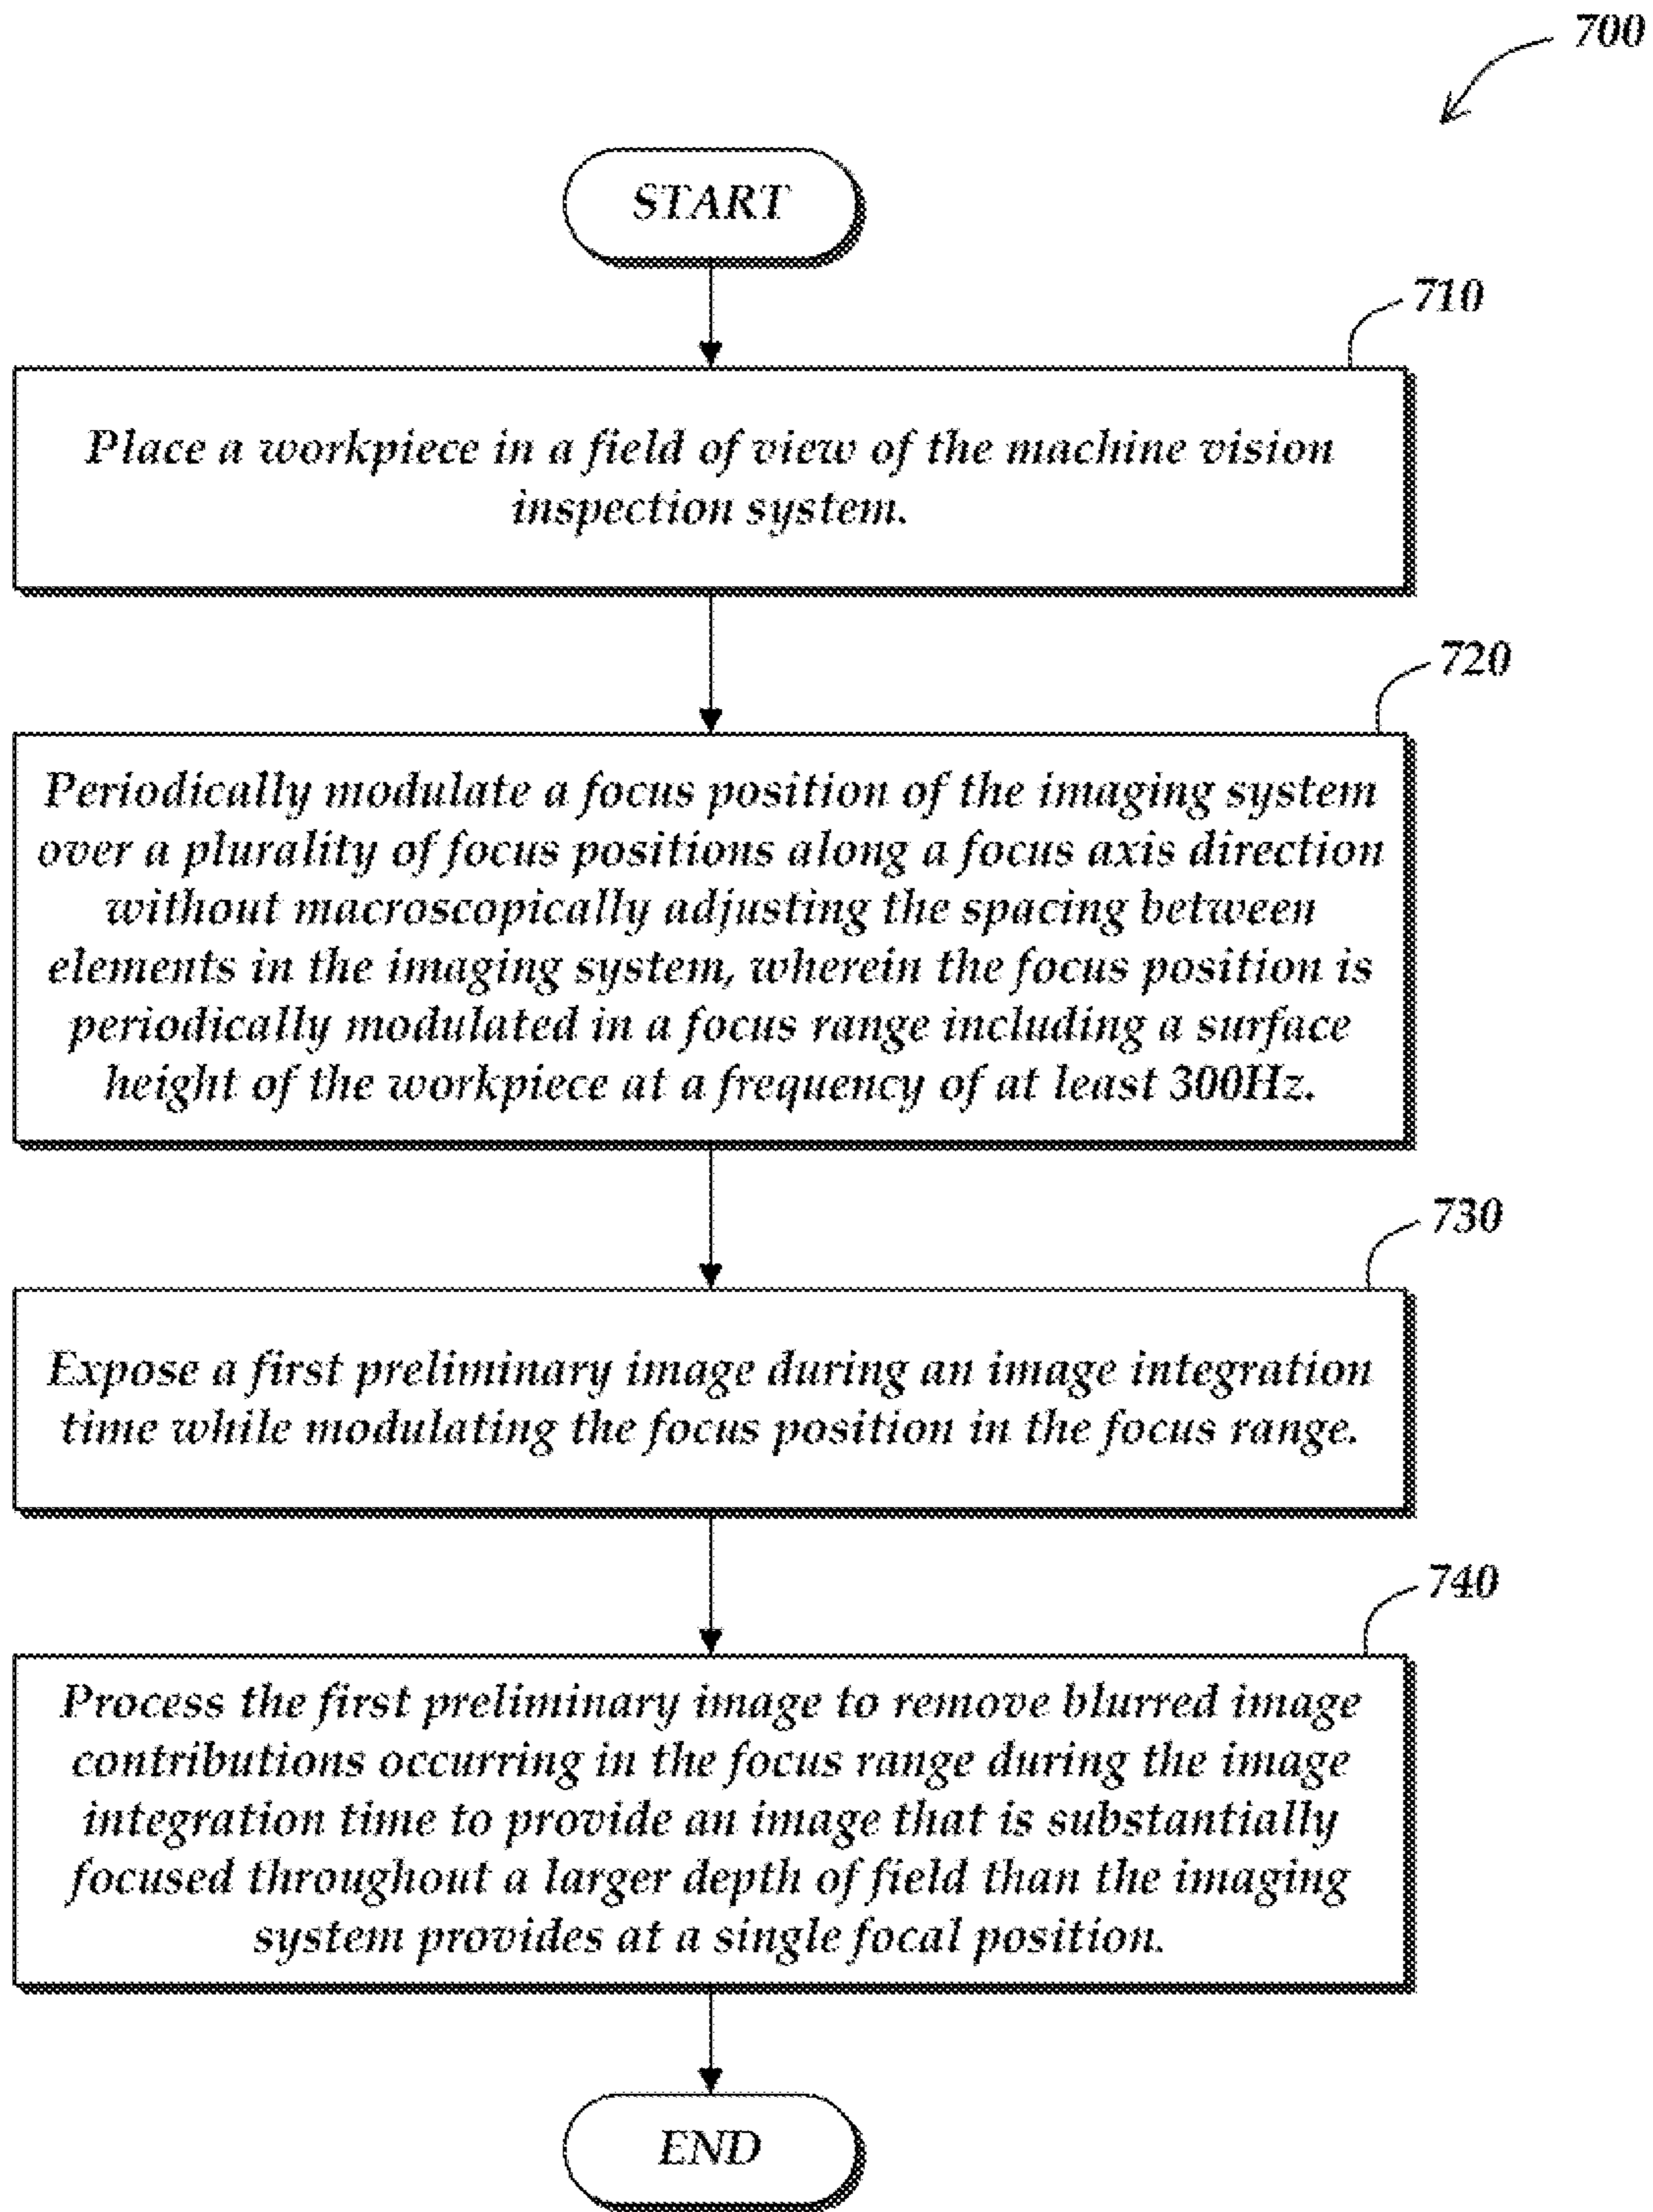 700
START
710
Place a workpiece in a field of view of the machine vision
inspection system.
720
Periodically modulate a focus position of the imaging system
over a plurality of focus positions along a focus axis direction
without macroscopically adjusting the spacing between
elements in the imaging system, wherein the focus position is
periodically modulated in a focus range including a surface
height of the workpiece at a frequency of at least 300Hz.
730
Expose a first preliminary image during an image integration
time while modulating the focus position in the focus range.
740
Process the first preliminary image to remove blurred image
contributions occurring in the focus range during the image
integration time to provide an image that is substantially
focused throughout a larger depth of field than the imaging
system provides at a single focal position.
END